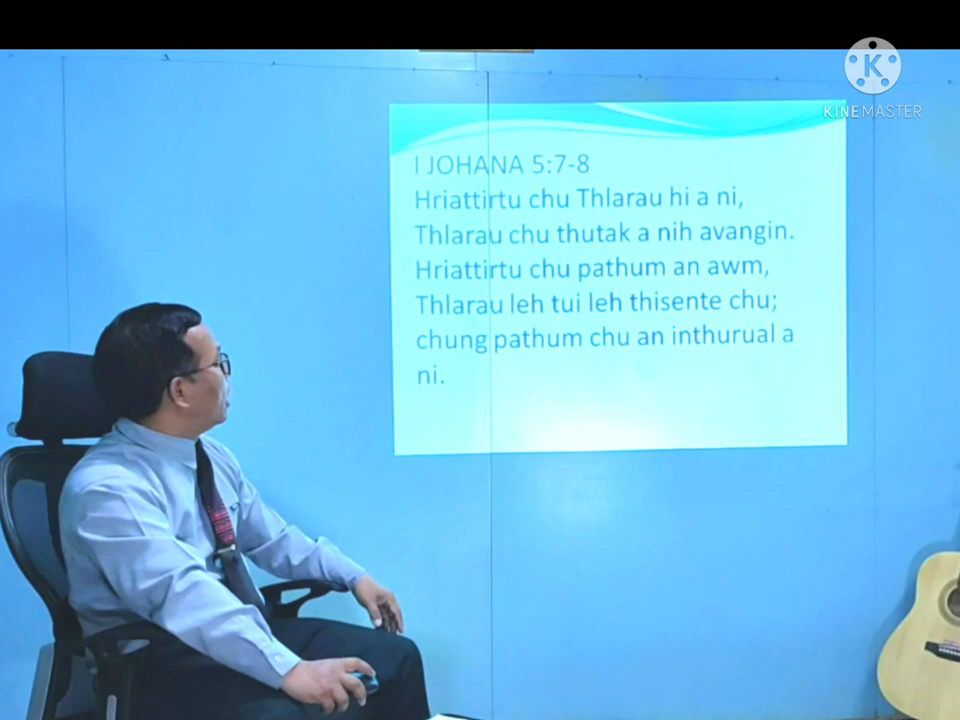 KINEMASTER
I JOHANA 5:7-8
Hriattirtu chu Thlarau hi a ni,
Thlarau chu thutak a nih avangin.
Hriattirtu chu pathum an awm,
Thlarau leh tui leh thisente chu;
chung pathum chu an inthurual a
ni.